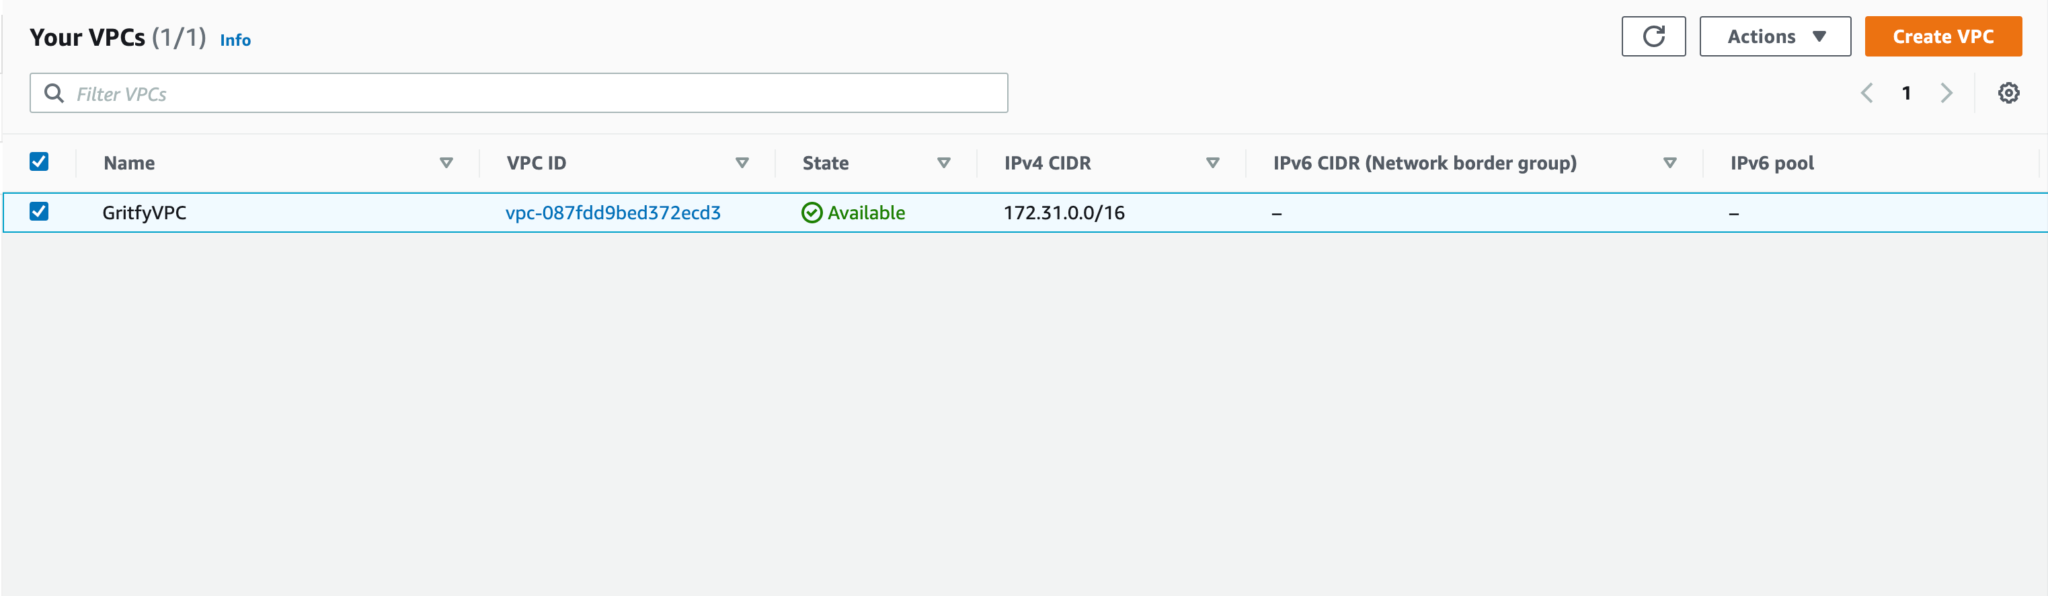 Your VPCs (1/1) Info
Actions
Create VPC
Filter VPCs
1
Name VPC ID State IPv4 CIDR IPv6 CIDR (Network border group) IPv6 pool
GritfyVPC vpc-087fdd9bed372ecd3 Available 172.31.0.0/16 – –